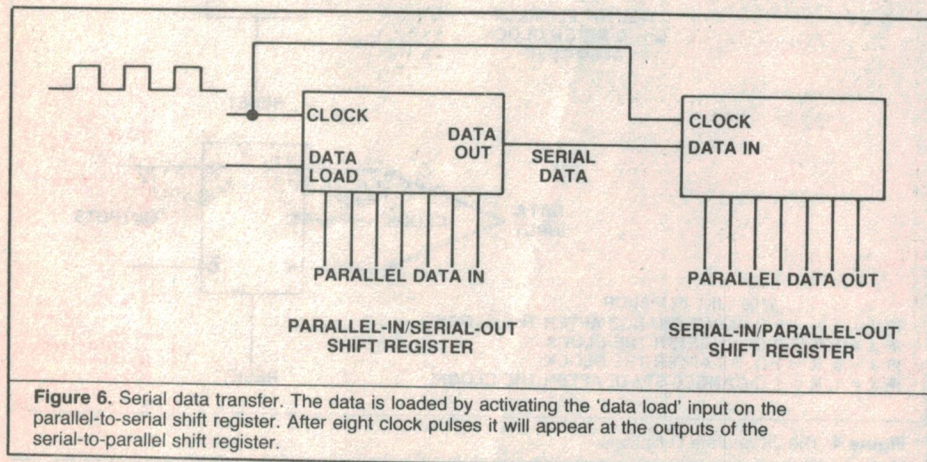 CLOCK
DATA LOAD
DATA OUT
SERIAL DATA
CLOCK
DATA IN
PARALLEL DATA IN
PARALLEL DATA OUT
PARALLEL-IN/SERIAL-OUT
SHIFT REGISTER
SERIAL-IN/PARALLEL-OUT
SHIFT REGISTER
Figure 6. Serial data transfer. The data is loaded by activating the 'data load' input on the
parallel-to-serial shift register. After eight clock pulses it will appear at the outputs of the
serial-to-parallel shift register.